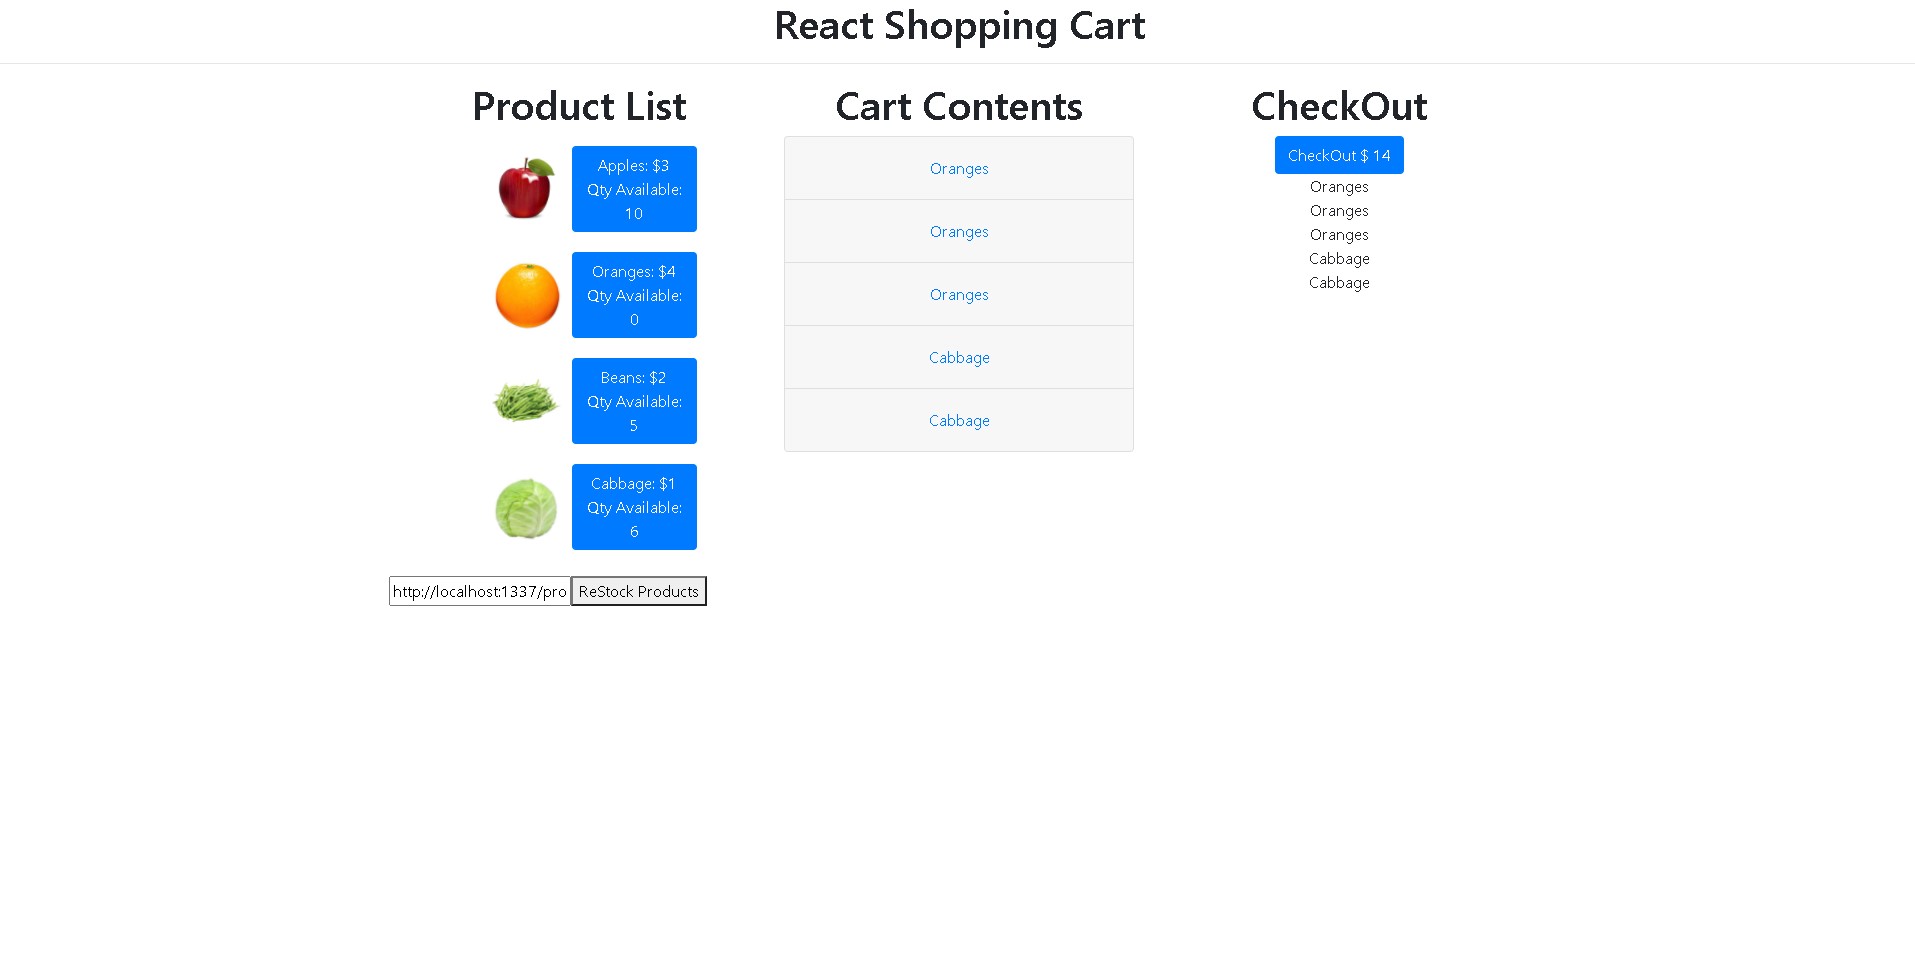 React Shopping Cart
Product List
Apples: $3
Qty Available:
10
Oranges: $4
Qty Available:
0
Beans: $2
Qty Available:
5
Cabbage: $1
Qty Available:
6
http://localhost:1337/pro
ReStock Products
Cart Contents
Oranges
Oranges
Oranges
Cabbage
Cabbage
CheckOut
CheckOut $ 14
Oranges
Oranges
Oranges
Cabbage
Cabbage